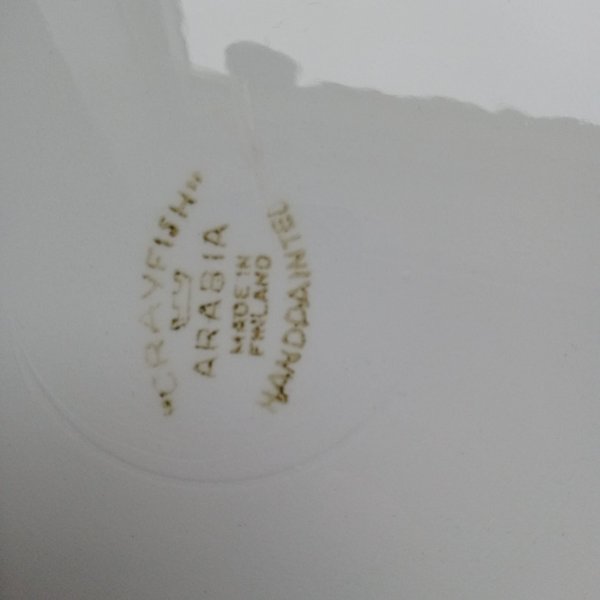 "CRAYFISH"
ARABIA
MADE IN
FINLAND
HANDPAINTED